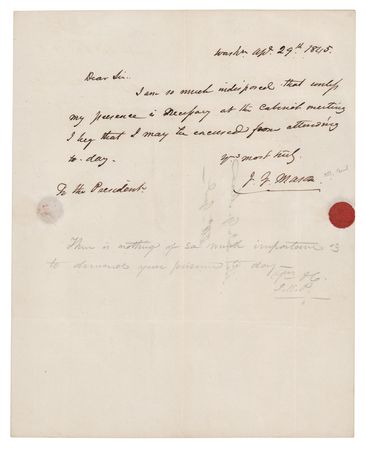 Washn Apl. 29th 1845.
Dear Sir.
I am so much indisposed that unless
my presence is necessary at the Cabinet meeting
I beg that I may be excused from attending
to-day.
Yr most truly
J. Y. Mason
To the President.
There is nothing of so much importance as
to demand your presence to day
J. K. P.